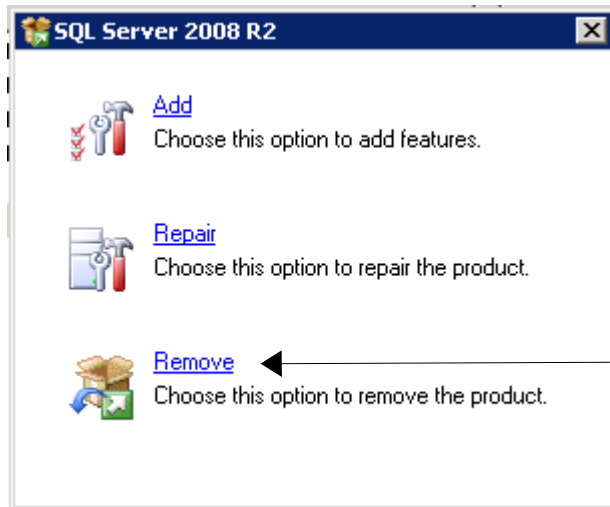 SQL Server 2008 R2
Add
Choose this option to add features.
Repair
Choose this option to repair the product.
Remove
Choose this option to remove the product.